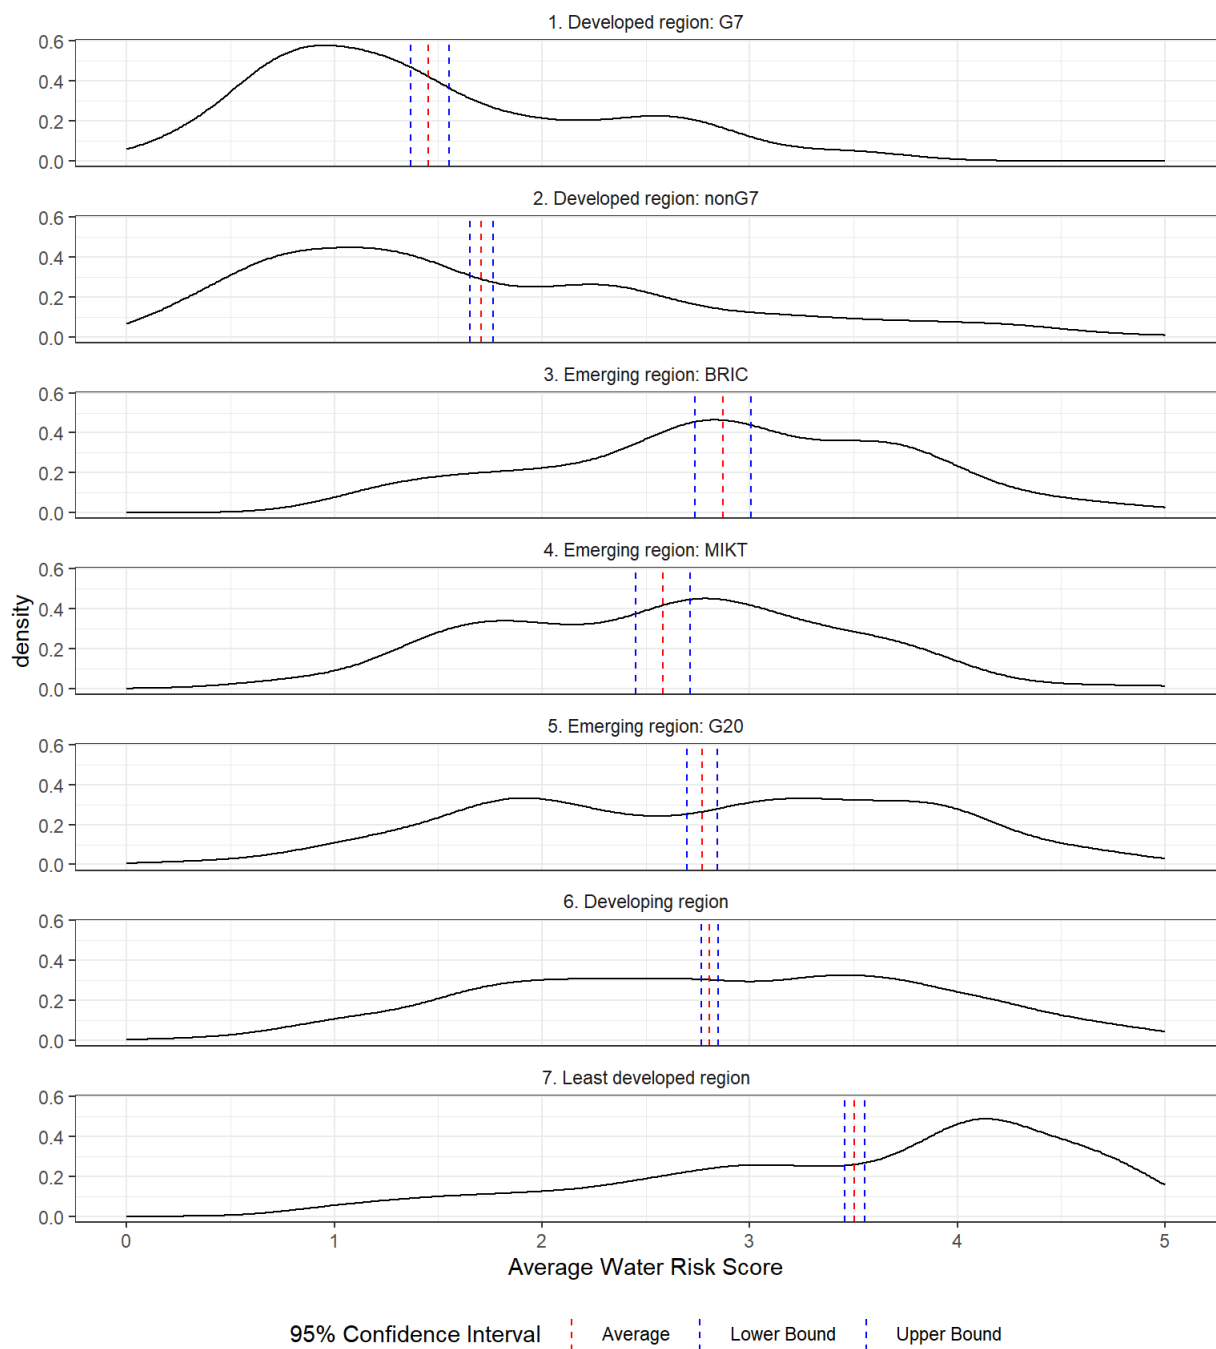 1. Developed region: G7
0.6
0.4
0.2
0.0
2. Developed region: nonG7
0.6
0.4
0.2
0.0
3. Emerging region: BRIC
0.6
0.4
0.2
0.0
4. Emerging region: MIKT
0.6
0.4
0.2
0.0
density
5. Emerging region: G20
0.6
0.4
0.2
0.0
6. Developing region
0.6
0.4
0.2
0.0
7. Least developed region
0.6
0.4
0.2
0.0
0 1 2 3 4 5
Average Water Risk Score
95% Confidence Interval Average Lower Bound Upper Bound